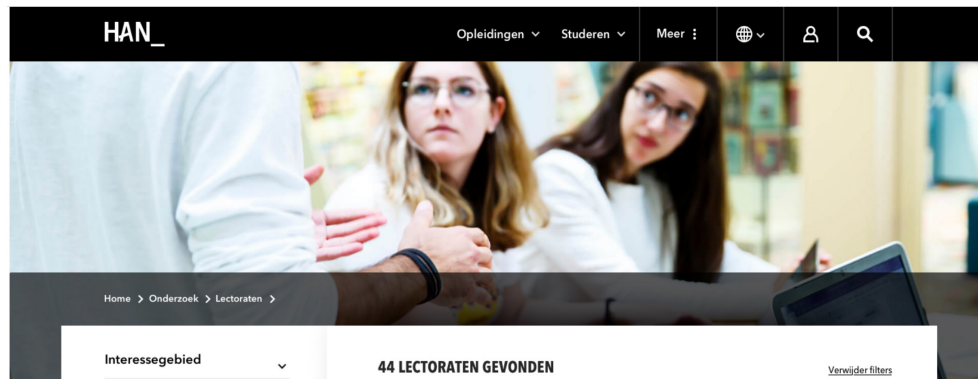 HAN_
Opleidingen Studeren Meer
Home > Onderzoek > Lectoraten >
Interessegebied
44 LECTORATEN GEVONDEN
Verwijder filters